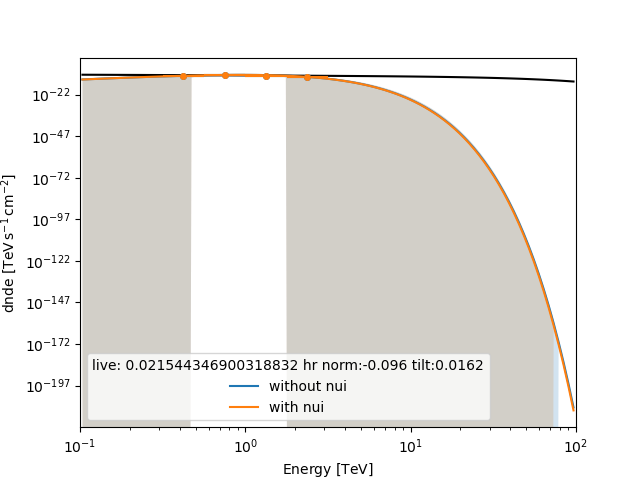 10^{-22}
10^{-47}
10^{-72}
10^{-97}
10^{-122}
10^{-147}
10^{-172}
10^{-197}
dnde [TeV s^{-1} cm^{-2}]
live: 0.021544346900318832 hr norm:-0.096 tilt:0.0162
without nui
with nui
10^{-1} 10^{0} 10^{1} 10^{2}
Energy [TeV]